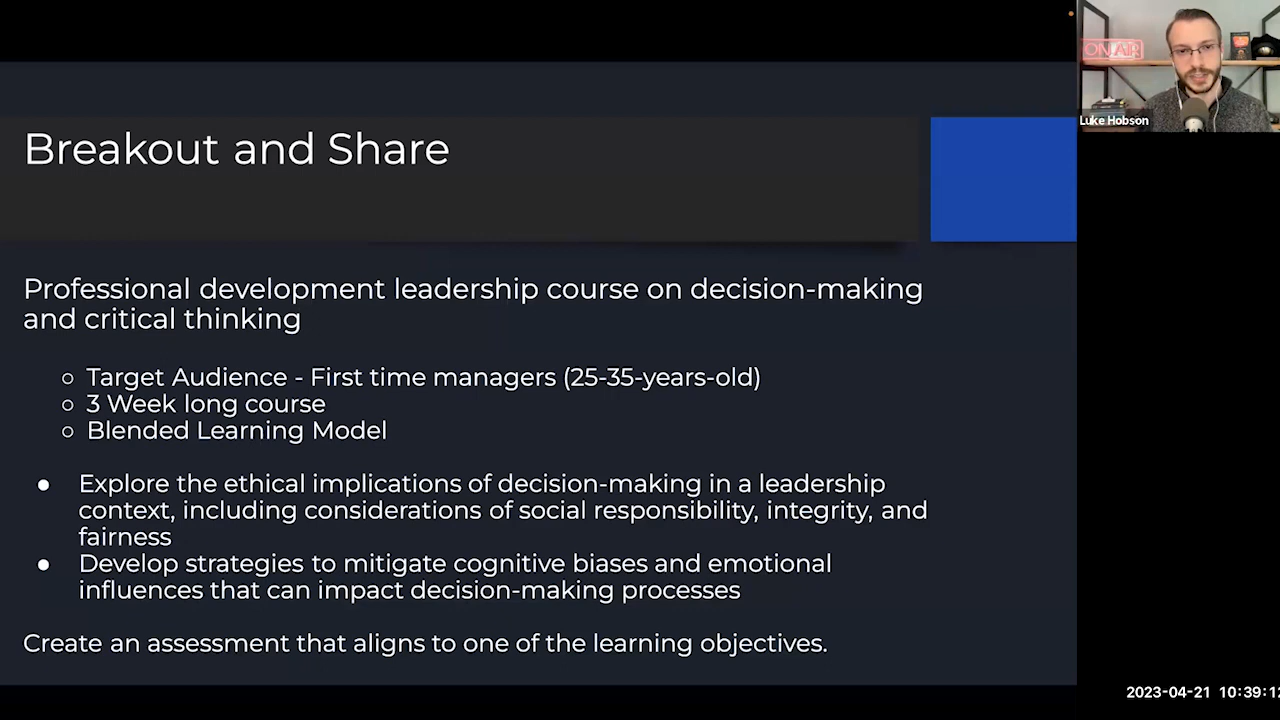 ON AIR
Luke Hobson
Breakout and Share
Professional development leadership course on decision-making
and critical thinking
○ Target Audience - First time managers (25-35-years-old)
○ 3 Week long course
○ Blended Learning Model
● Explore the ethical implications of decision-making in a leadership
context, including considerations of social responsibility, integrity, and
fairness
● Develop strategies to mitigate cognitive biases and emotional
influences that can impact decision-making processes
Create an assessment that aligns to one of the learning objectives.
2023-04-21 10:39:12